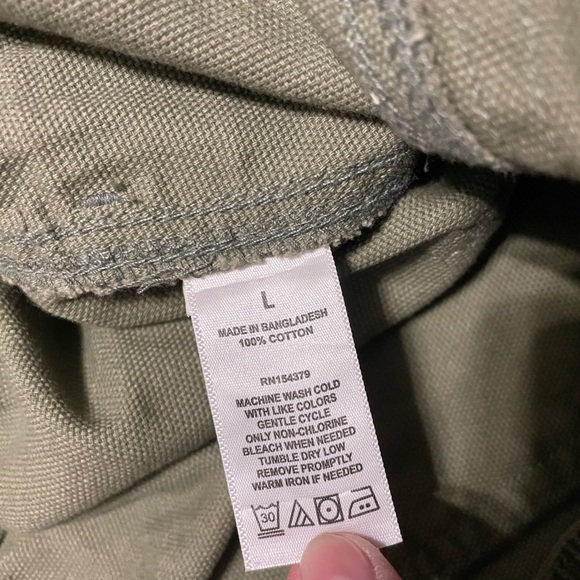 L
MADE IN BANGLADESH
100% COTTON
RN154379
MACHINE WASH COLD
WITH LIKE COLORS
GENTLE CYCLE
ONLY NON-CHLORINE
BLEACH WHEN NEEDED
TUMBLE DRY LOW
REMOVE PROMPTLY
WARM IRON IF NEEDED
30